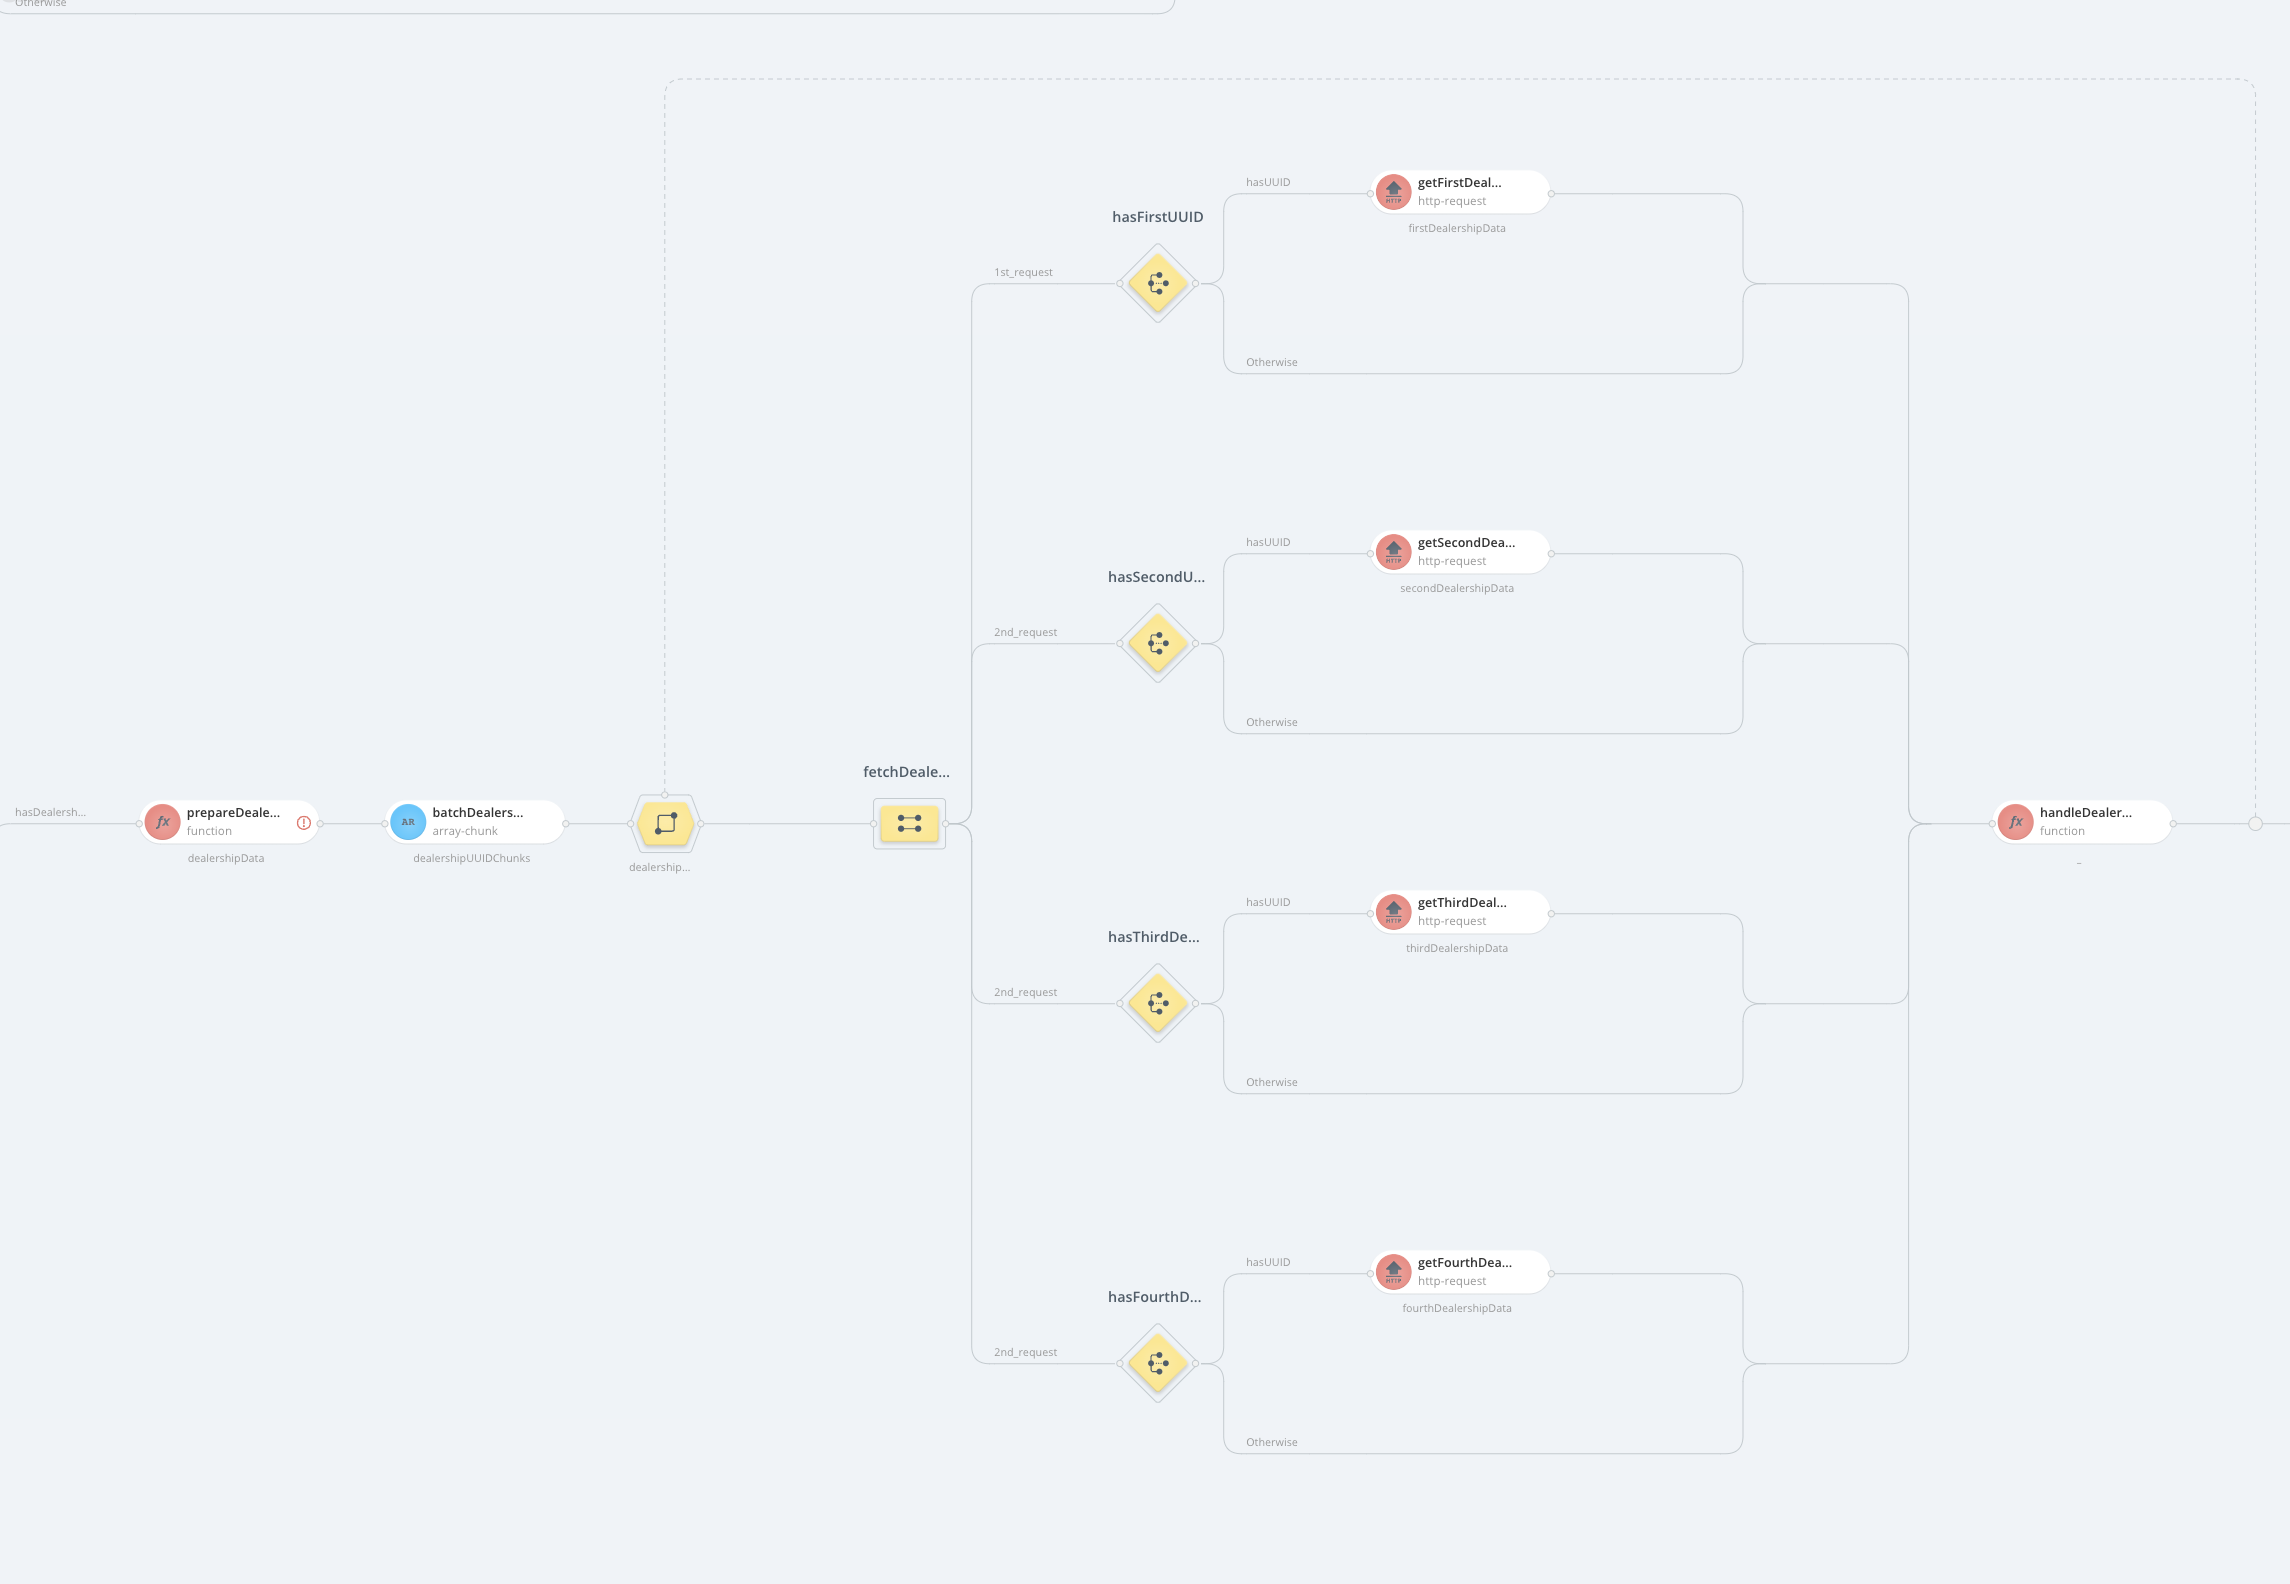 Otherwise
hasUUID
getFirstDeal...
http-request
firstDealershipData
hasFirstUUID
1st_request
Otherwise
hasUUID
getSecondDea...
http-request
secondDealershipData
hasSecondU...
2nd_request
Otherwise
fetchDeale...
hasDealersh...
prepareDeale...
function
dealershipData
AR
batchDealers...
array-chunk
dealershipUUIDChunks
dealership...
fx
handleDealer...
function
_
hasUUID
getThirdDeal...
http-request
thirdDealershipData
hasThirdDe...
2nd_request
Otherwise
hasUUID
getFourthDea...
http-request
fourthDealershipData
hasFourthD...
2nd_request
Otherwise